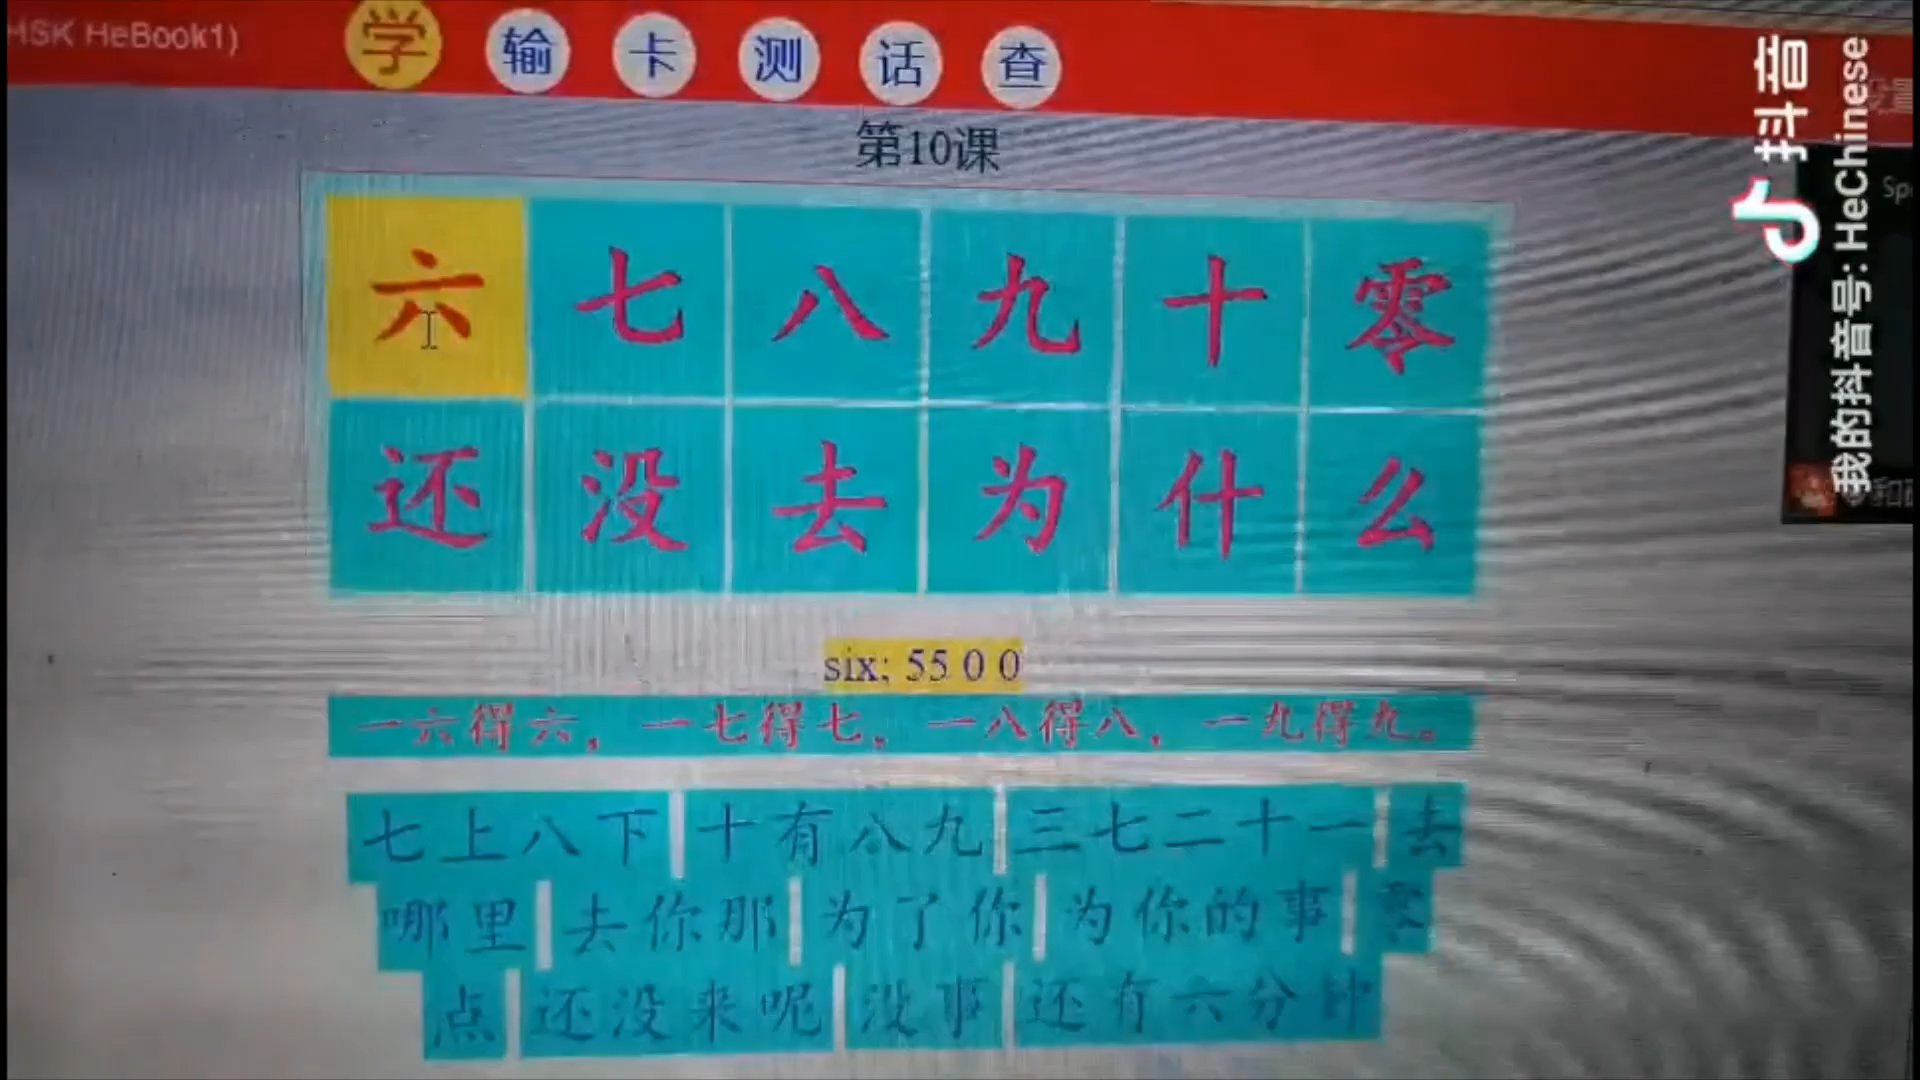 HSK HeBook1)
学 输 卡 测 话 查
第10课
六 七 八 九 十 零
还 没 去 为 什 么
six; 55 0 0
一六得六，一七得七，一八得八，一九得九。
七上八下 十有八九 三七二十一 去
哪里 去你那 为了你 为你的事 零
点 还没来呢 没事 还有六分钟
抖音
我的抖音号: HeChinese